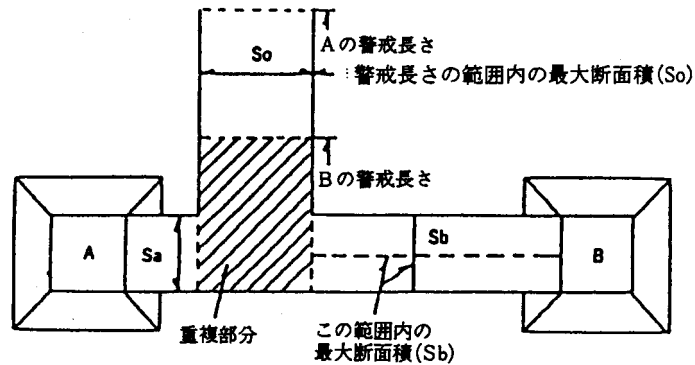 Aの警戒長さ
So
警戒長さの範囲内の最大断面積(So)
Bの警戒長さ
A
Sa
Sb
B
重複部分
この範囲内の
最大断面積(Sb)